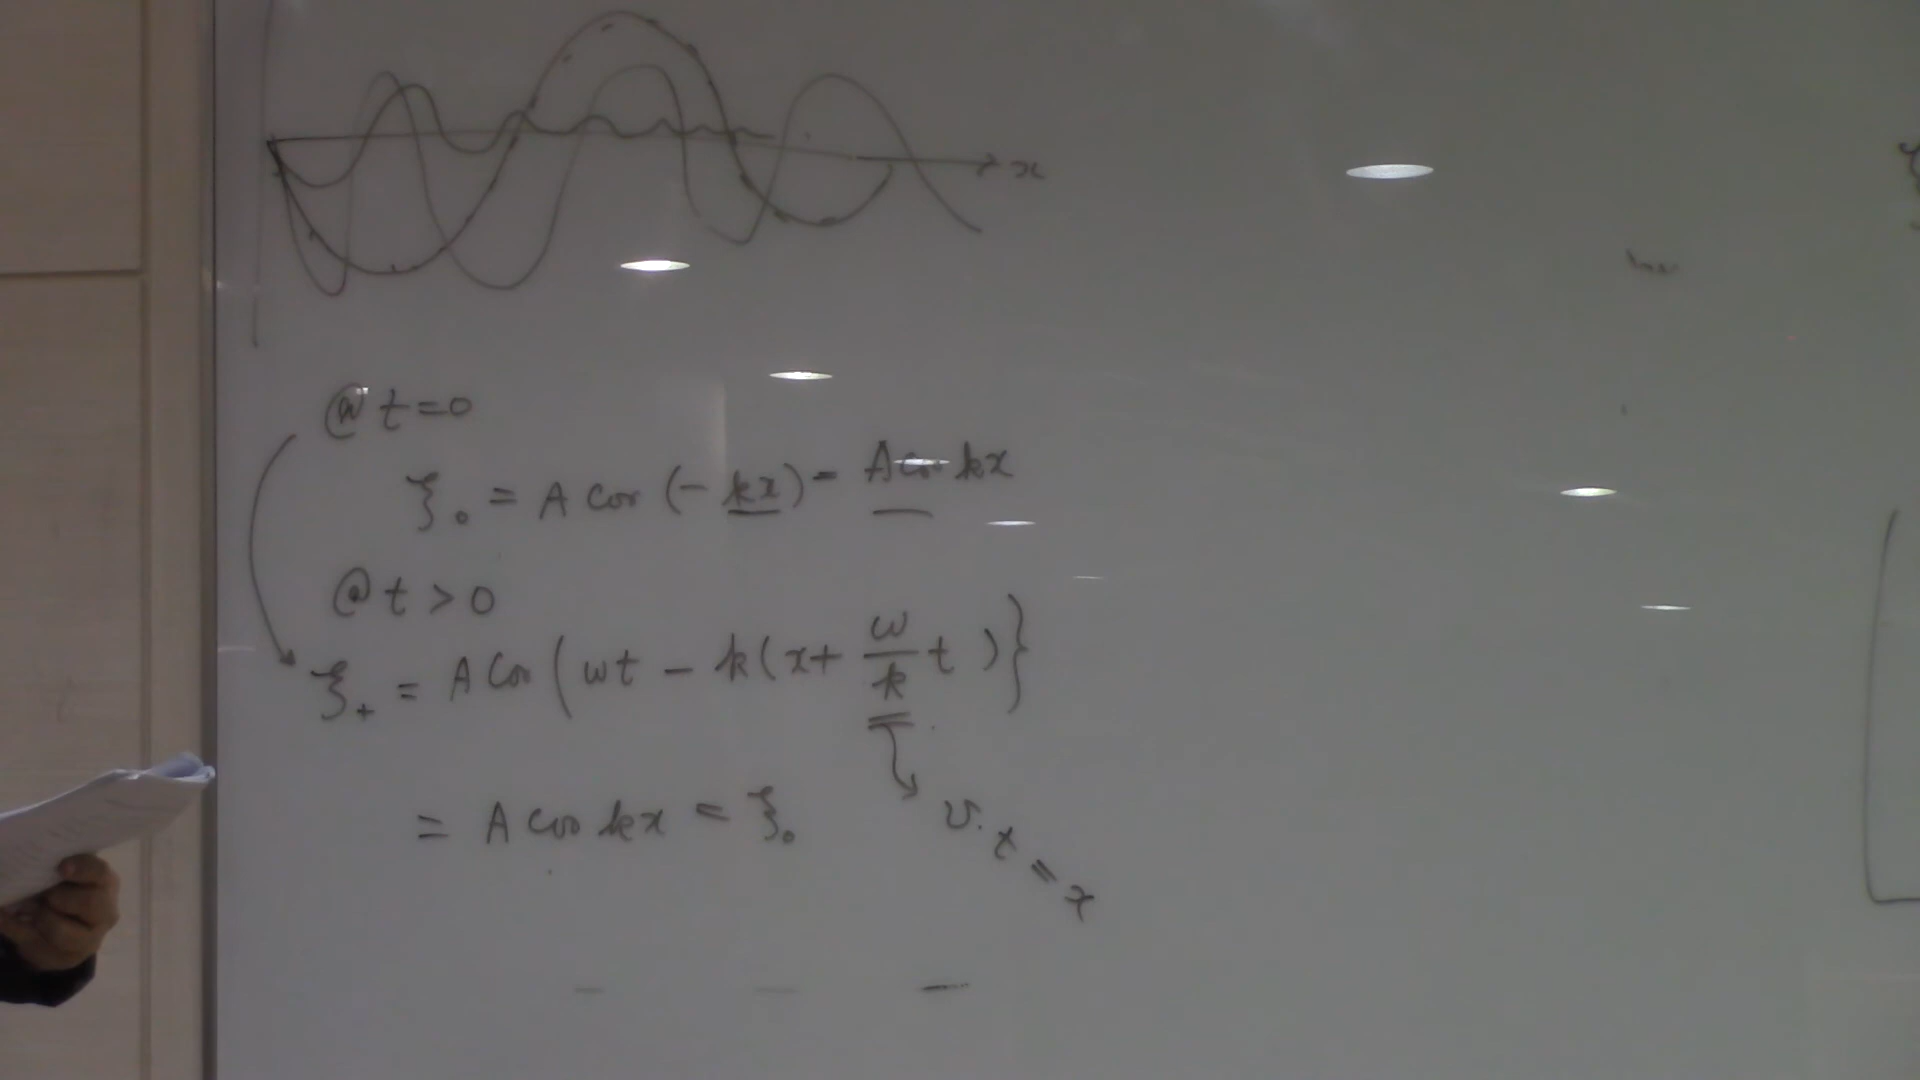 x
@ t=0
ξ₀ = A cos (- kx) = A cos kx
@ t > 0
ξ₊ = A cos ( ωt - k(x + ω/k t ) }
= A cos kx = ξ₀
v. t = x